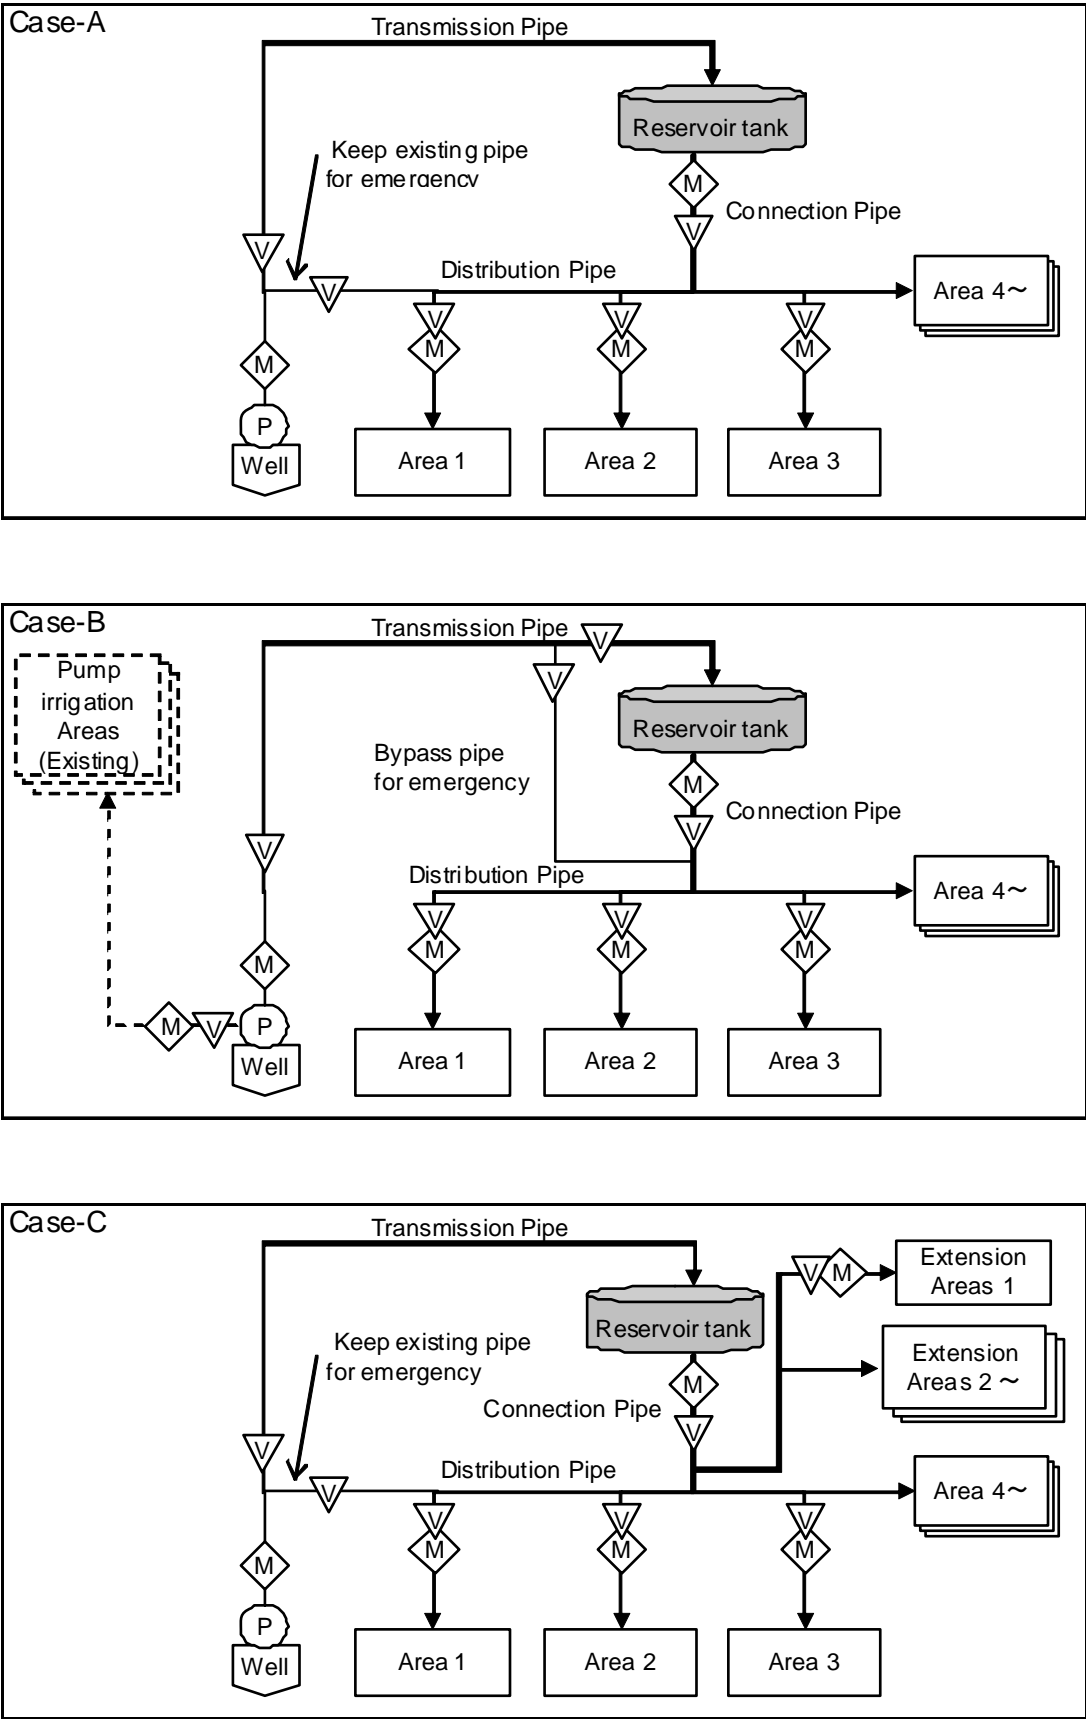 Case-A
Transmission Pipe
Reservoir tank
Keep existing pipe
for emergency
M
Connection Pipe
V
V
Distribution Pipe
V
Area 4～
V
V
V
M
M
M
M
P
Well
Area 1
Area 2
Area 3
Case-B
Transmission Pipe
V
Pump
irrigation
Areas
(Existing)
V
Reservoir tank
Bypass pipe
for emergency
M
Connection Pipe
V
V
Distribution Pipe
Area 4～
V
V
V
M
M
M
M
M
V
P
Well
Area 1
Area 2
Area 3
Case-C
Transmission Pipe
V
M
Extension
Areas 1
Reservoir tank
Keep existing pipe
for emergency
Extension
Areas 2 ～
M
Connection Pipe
V
V
Distribution Pipe
V
Area 4～
V
V
V
M
M
M
M
P
Well
Area 1
Area 2
Area 3